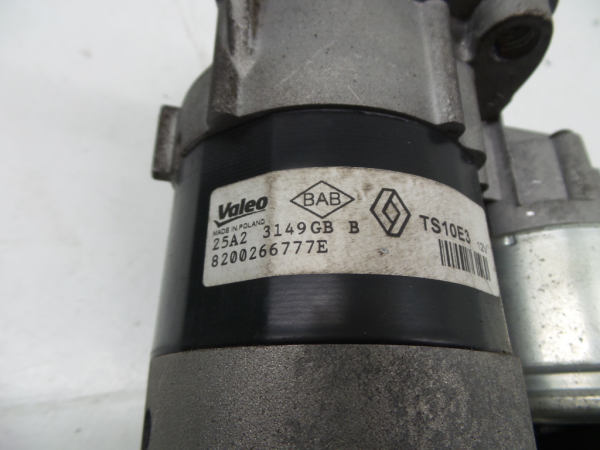 Valeo
MADE IN POLAND
BAB
25A2 3149GB B
8200266777E
TS10E3
12V